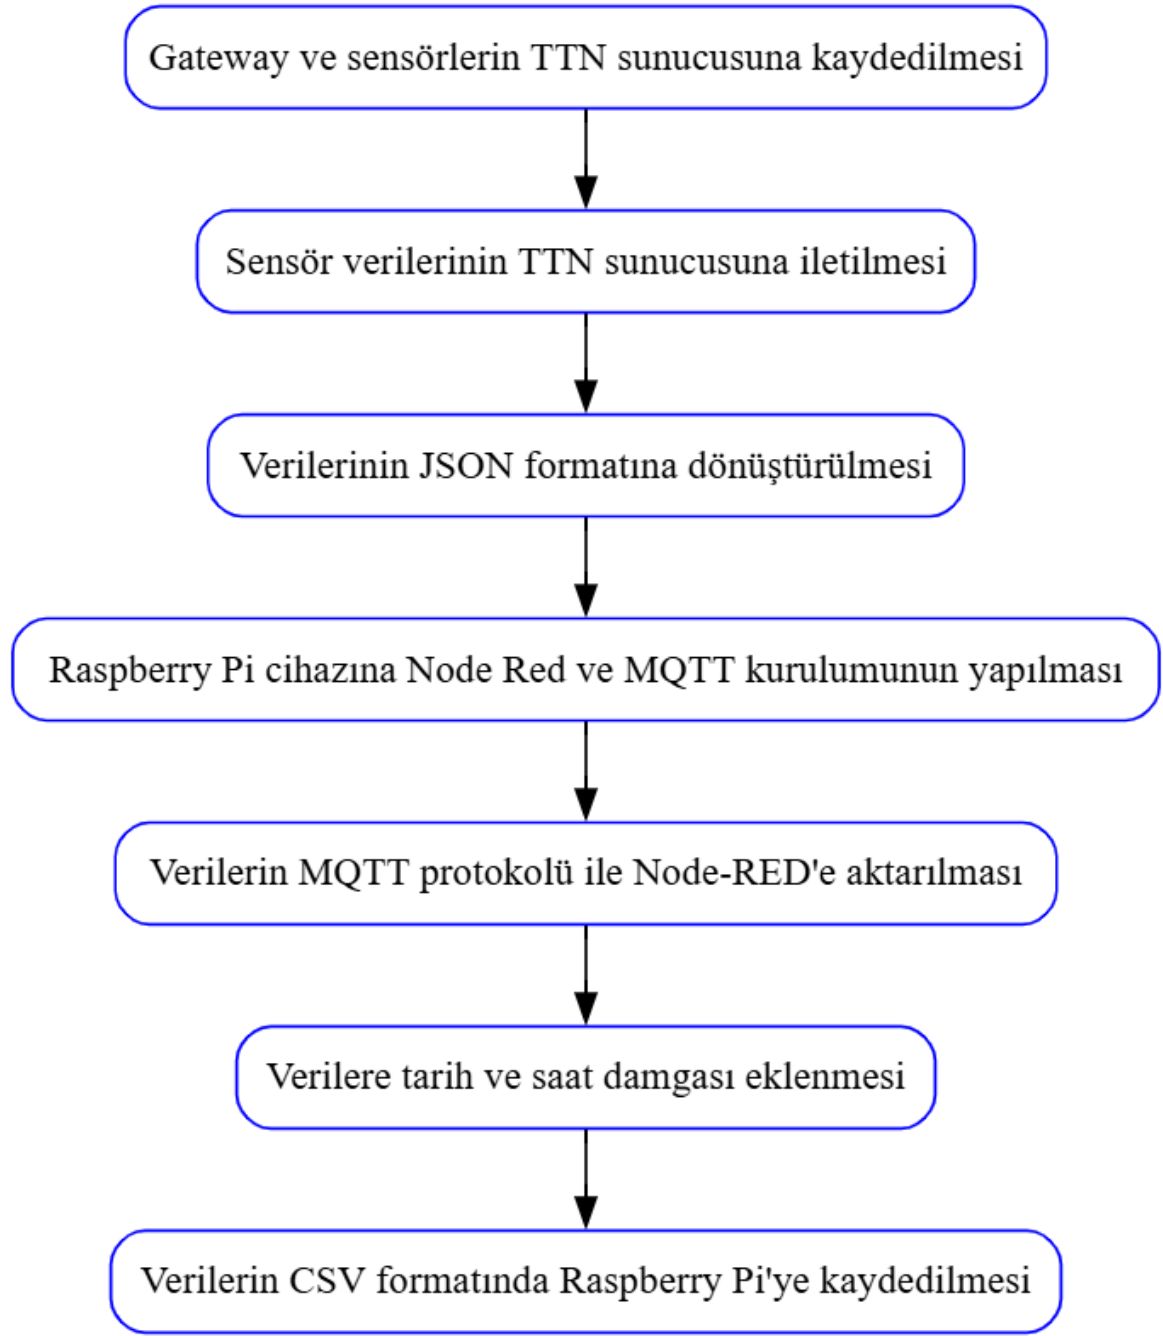 Gateway ve sensörlerin TTN sunucusuna kaydedilmesi
Sensör verilerinin TTN sunucusuna iletilmesi
Verilerinin JSON formatına dönüştürülmesi
Raspberry Pi cihazına Node Red ve MQTT kurulumunun yapılması
Verilerin MQTT protokolü ile Node-RED'e aktarılması
Verilere tarih ve saat damgası eklenmesi
Verilerin CSV formatında Raspberry Pi'ye kaydedilmesi